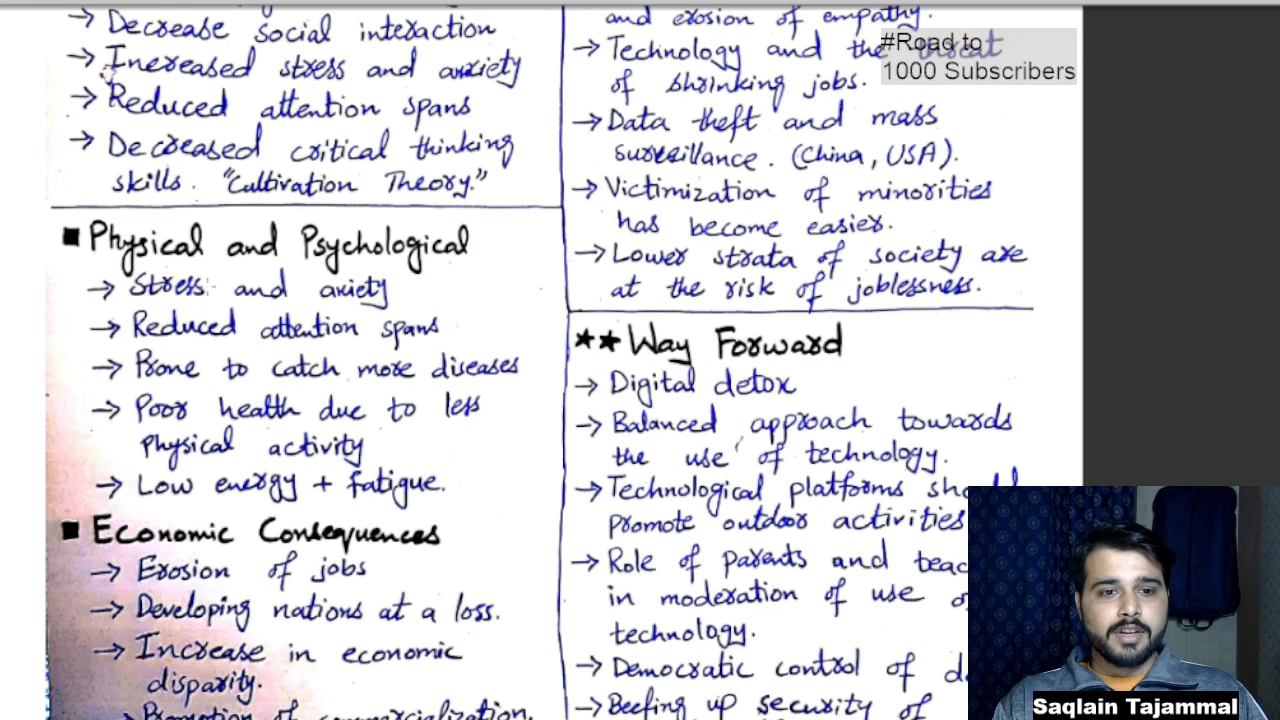 → Decrease social interaction
→ Increased stress and anxiety
→ Reduced attention spans
→ Decreased critical thinking
skills. "Cultivation Theory."
■ Physical and Psychological
→ Stress and anxiety
→ Reduced attention spans
→ Prone to catch more diseases
→ Poor health due to less
physical activity
→ Low energy + fatigue.
■ Economic Consequences
→ Erosion of jobs
→ Developing nations at a loss.
→ Increase in economic
disparity.
→ Promotion of commercialization.
and erosion of empathy.
→ Technology and the
of shrinking jobs.
→ Data theft and mass
surveillance. (China, USA).
→ Victimization of minorities
has become easier.
→ Lower strata of society are
at the risk of joblessness.
** Way Forward
→ Digital detox
→ Balanced approach towards
the use of technology.
→ Technological platforms
promote outdoor activities
→ Role of parents and
in moderation of use
technology.
→ Democratic control of
→ Beefing up security of
#Road to
1000 Subscribers
Saqlain Tajammal